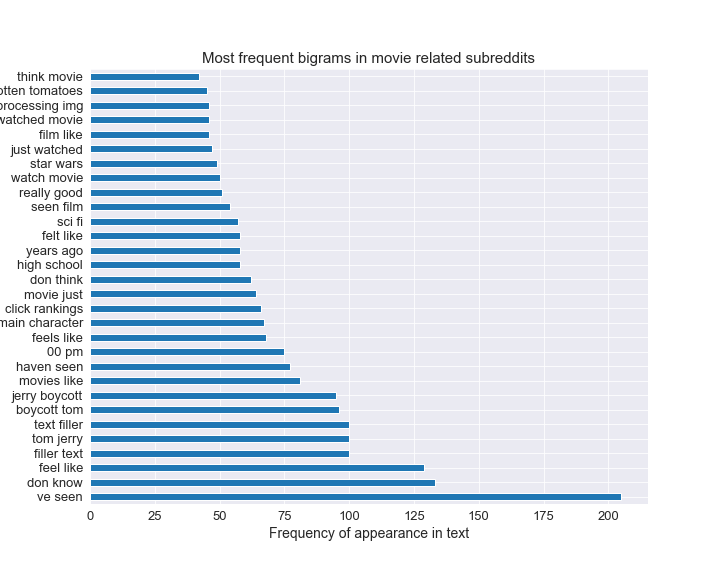 Most frequent bigrams in movie related subreddits
think movie
otten tomatoes
processing img
watched movie
film like
just watched
star wars
watch movie
really good
seen film
sci fi
felt like
years ago
high school
don think
movie just
click rankings
main character
feels like
00 pm
haven seen
movies like
jerry boycott
boycott tom
text filler
tom jerry
filler text
feel like
don know
ve seen
0 25 50 75 100 125 150 175 200
Frequency of appearance in text